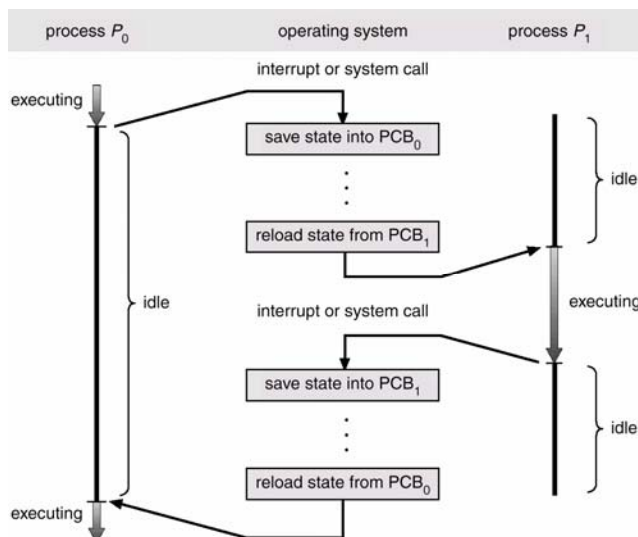 process P0 operating system process P1
interrupt or system call
executing
save state into PCB0
idle
reload state from PCB1
idle
executing
interrupt or system call
save state into PCB1
idle
reload state from PCB0
executing